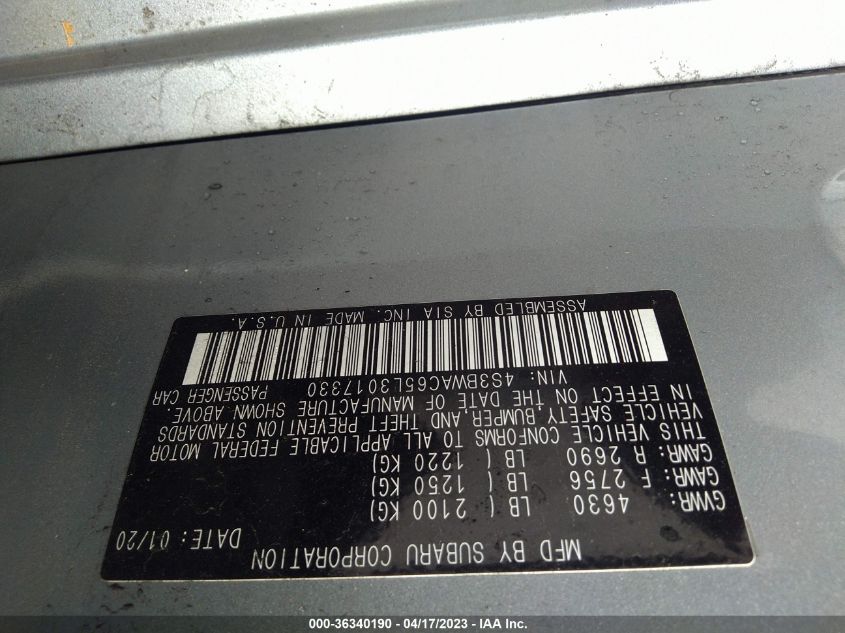 MFD BY SUBARU CORPORATION DATE: 01/20
GVWR: 4630 LB ( 2100 KG)
GAWR: F 2756 LB ( 1250 KG)
GAWR: R 2690 LB ( 1220 KG)
THIS VEHICLE CONFORMS TO ALL APPLICABLE FEDERAL MOTOR
VEHICLE SAFETY, BUMPER, AND THEFT PREVENTION STANDARDS
IN EFFECT ON THE DATE OF MANUFACTURE SHOWN ABOVE.
VIN: 4S3BWAC65L3017330 PASSENGER CAR
ASSEMBLED BY SIA INC. MADE IN U.S.A.
000-36340190 - 04/17/2023 - IAA Inc.